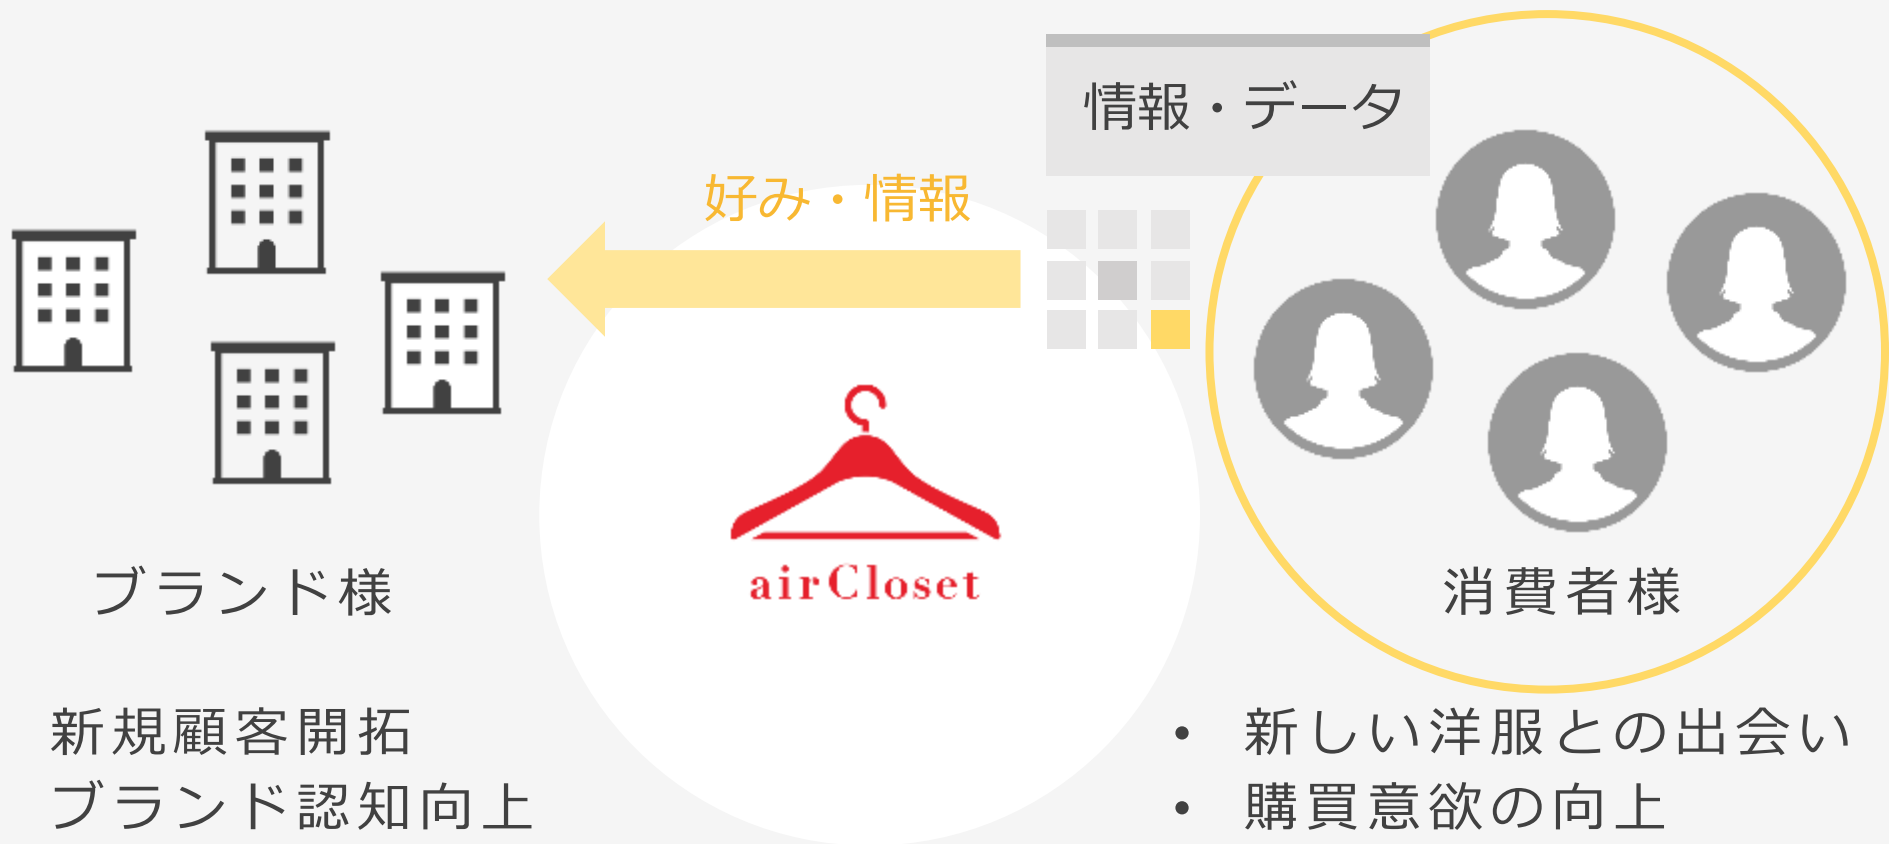 情報・データ
好み・情報
airCloset
ブランド様
消費者様
新規顧客開拓
ブランド認知向上
• 新しい洋服との出会い
• 購買意欲の向上